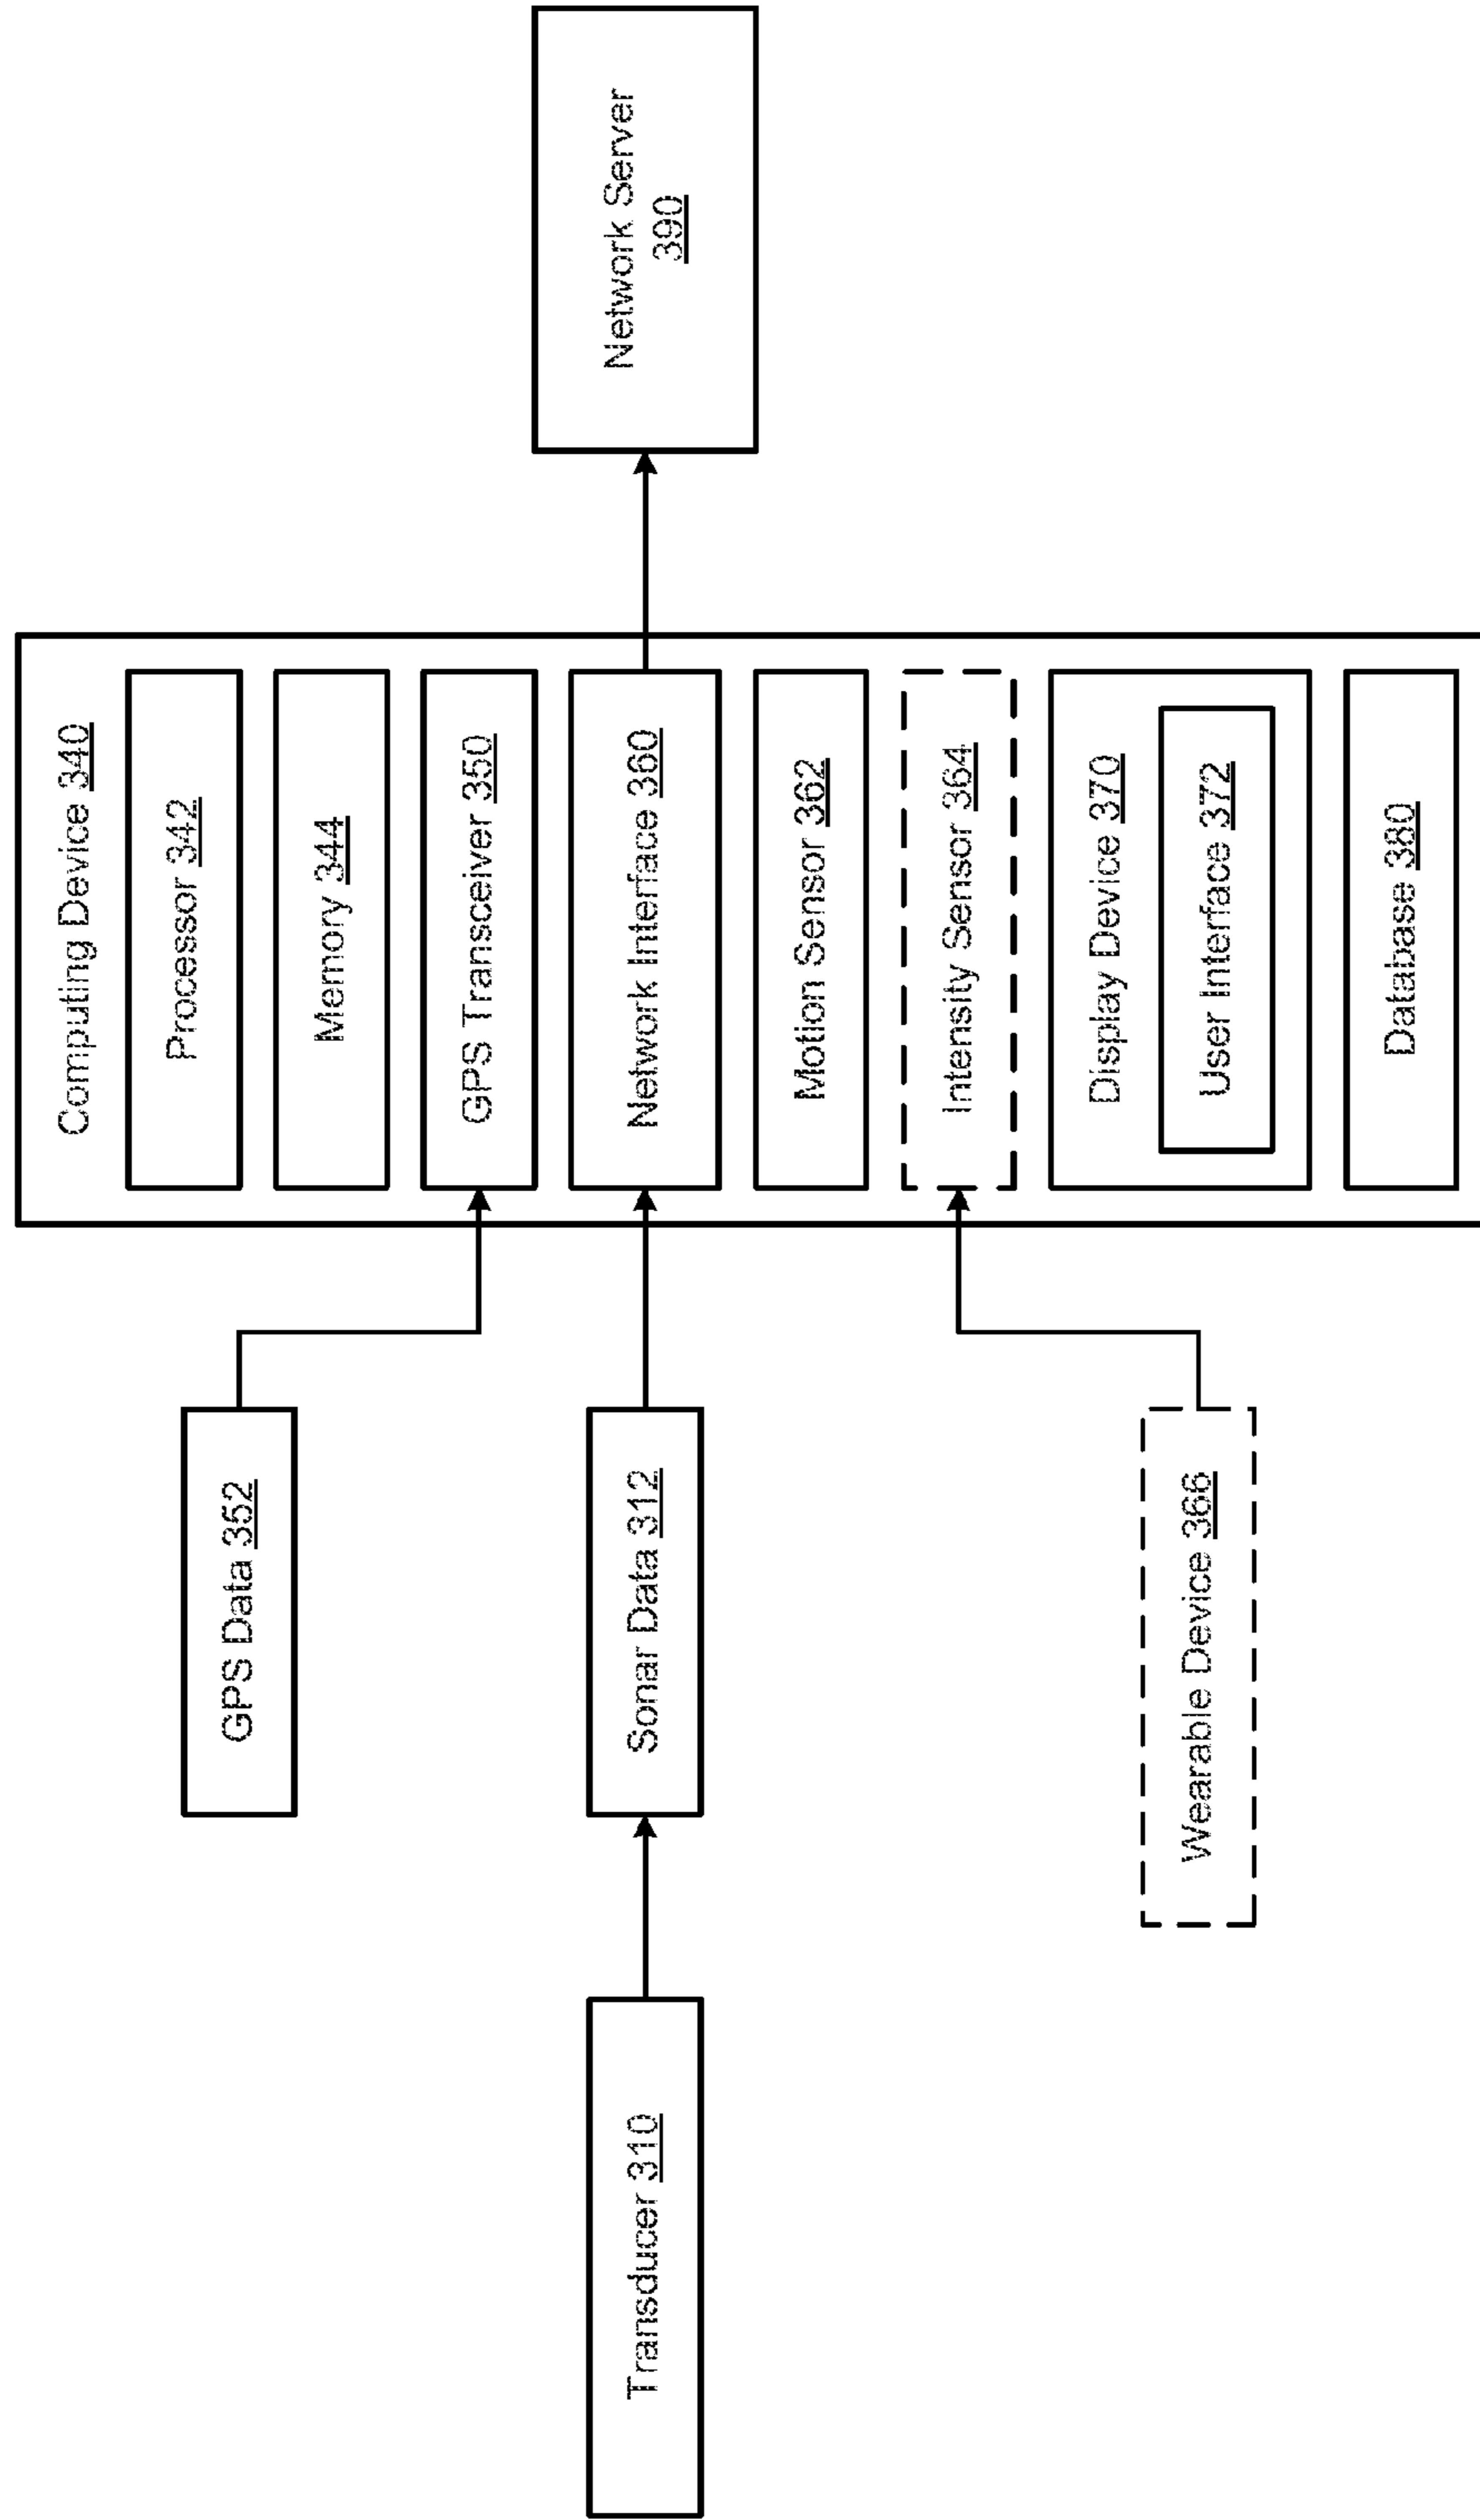 Computing Device 340
Processor 342
Memory 344
GPS Transceiver 350
Network Interface 360
Motion Sensor 362
Intensity Sensor 364
Display Device 370
User Interface 372
Database 380
GPS Data 352
Transducer 310
Sonar Data 312
Wearable Device 366
Network Server
390